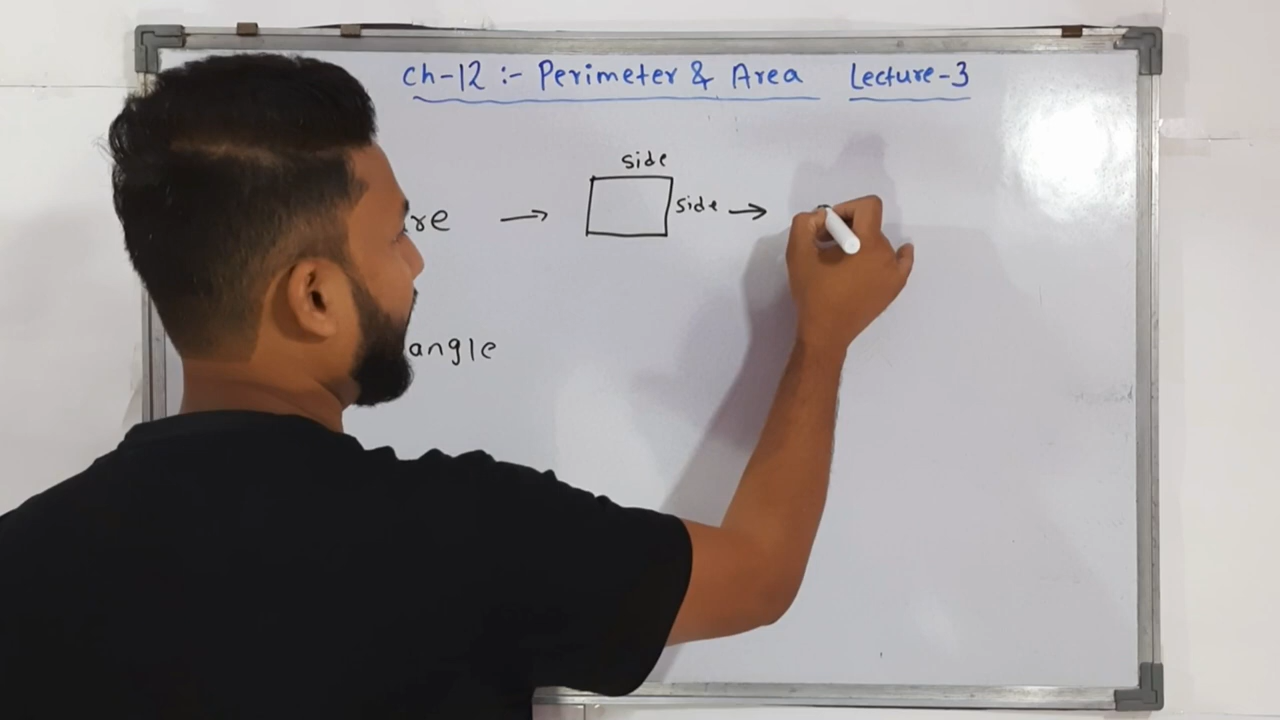 Ch-12 :- Perimeter & Area Lecture-3
side
re → side →
angle